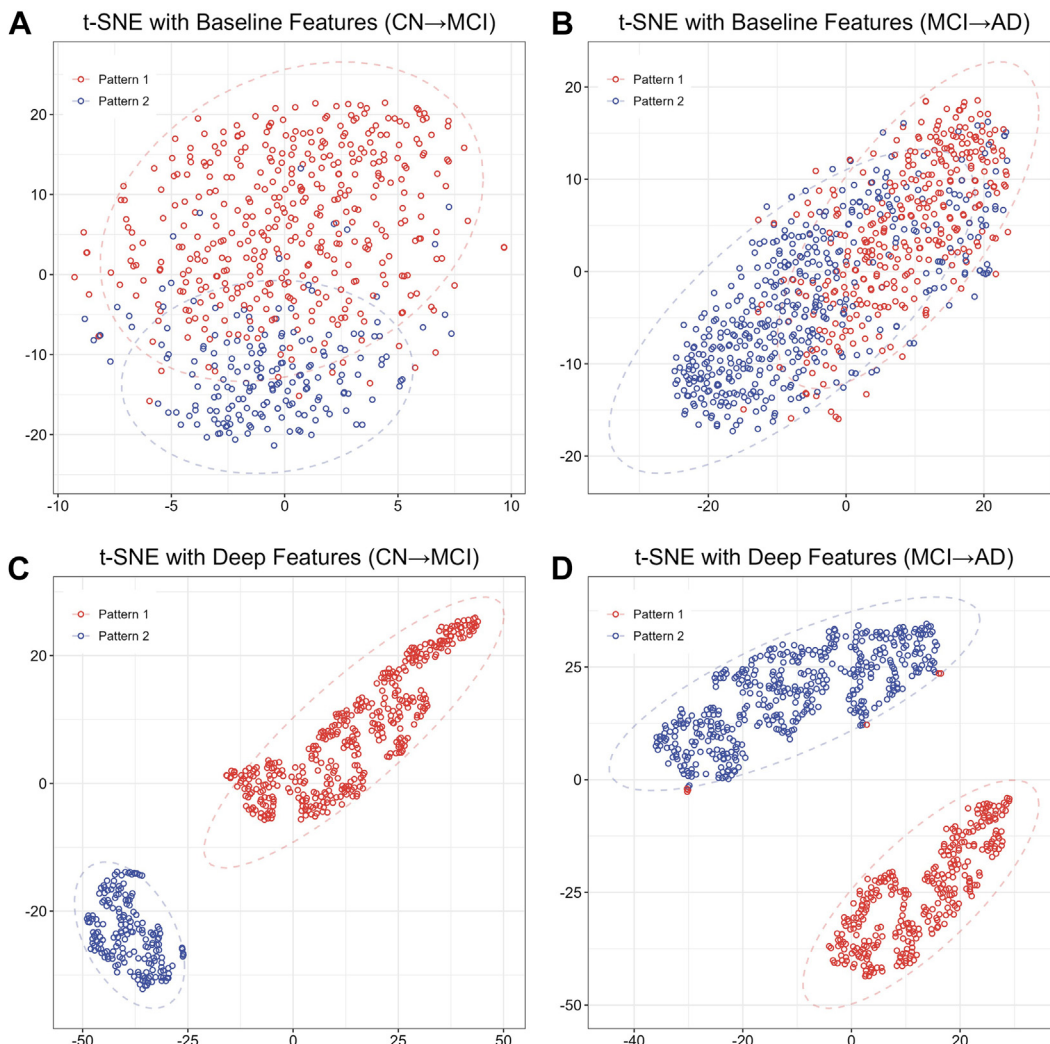 A
t-SNE with Baseline Features (CN→MCI)
Pattern 1
Pattern 2
20
10
0
-10
-20
-10
-5
0
5
10
B
t-SNE with Baseline Features (MCI→AD)
Pattern 1
Pattern 2
20
10
0
-10
-20
-20
0
20
C
t-SNE with Deep Features (CN→MCI)
Pattern 1
Pattern 2
20
0
-20
-50
-25
0
25
50
D
t-SNE with Deep Features (MCI→AD)
Pattern 1
Pattern 2
25
0
-25
-50
-40
-20
0
20